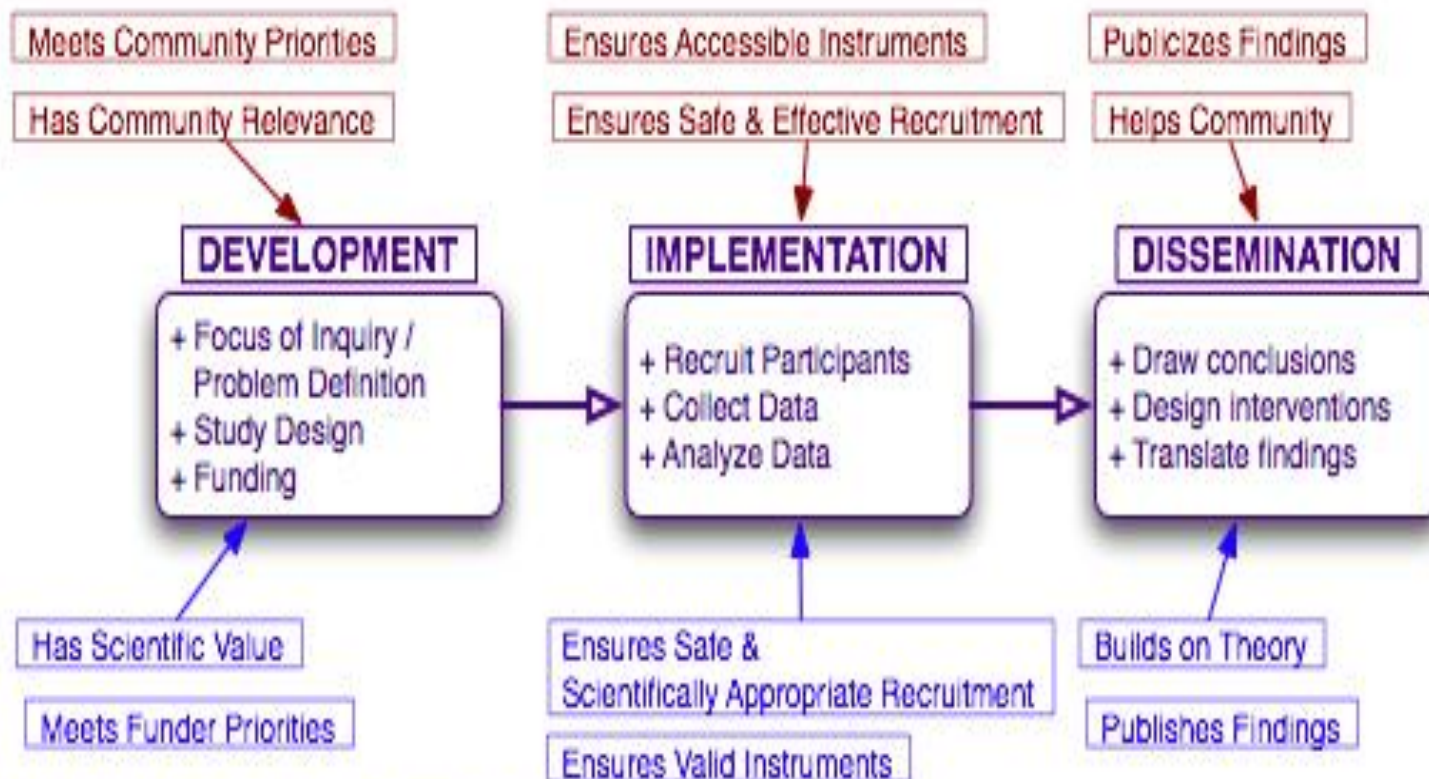 Meets Community Priorities
Has Community Relevance
Ensures Accessible Instruments
Ensures Safe & Effective Recruitment
Publicizes Findings
Helps Community
DEVELOPMENT
+ Focus of Inquiry /
Problem Definition
+ Study Design
+ Funding
IMPLEMENTATION
+ Recruit Participants
+ Collect Data
+ Analyze Data
DISSEMINATION
+ Draw conclusions
+ Design interventions
+ Translate findings
Has Scientific Value
Meets Funder Priorities
Ensures Safe &
Scientifically Appropriate Recruitment
Ensures Valid Instruments
Builds on Theory
Publishes Findings